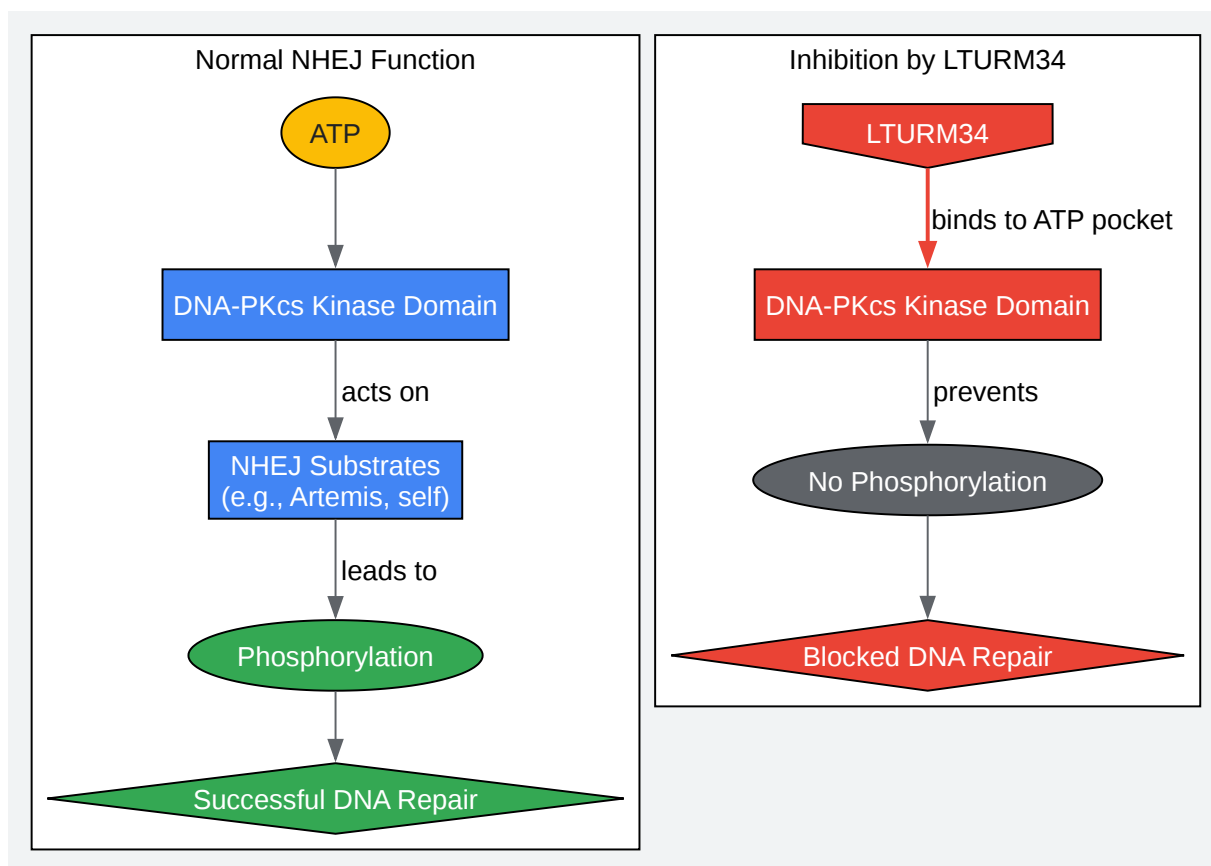 Normal NHEJ Function
ATP
DNA-PKcs Kinase Domain
acts on
NHEJ Substrates
(e.g., Artemis, self)
leads to
Phosphorylation
Successful DNA Repair
Inhibition by LTURM34
LTURM34
binds to ATP pocket
DNA-PKcs Kinase Domain
prevents
No Phosphorylation
Blocked DNA Repair